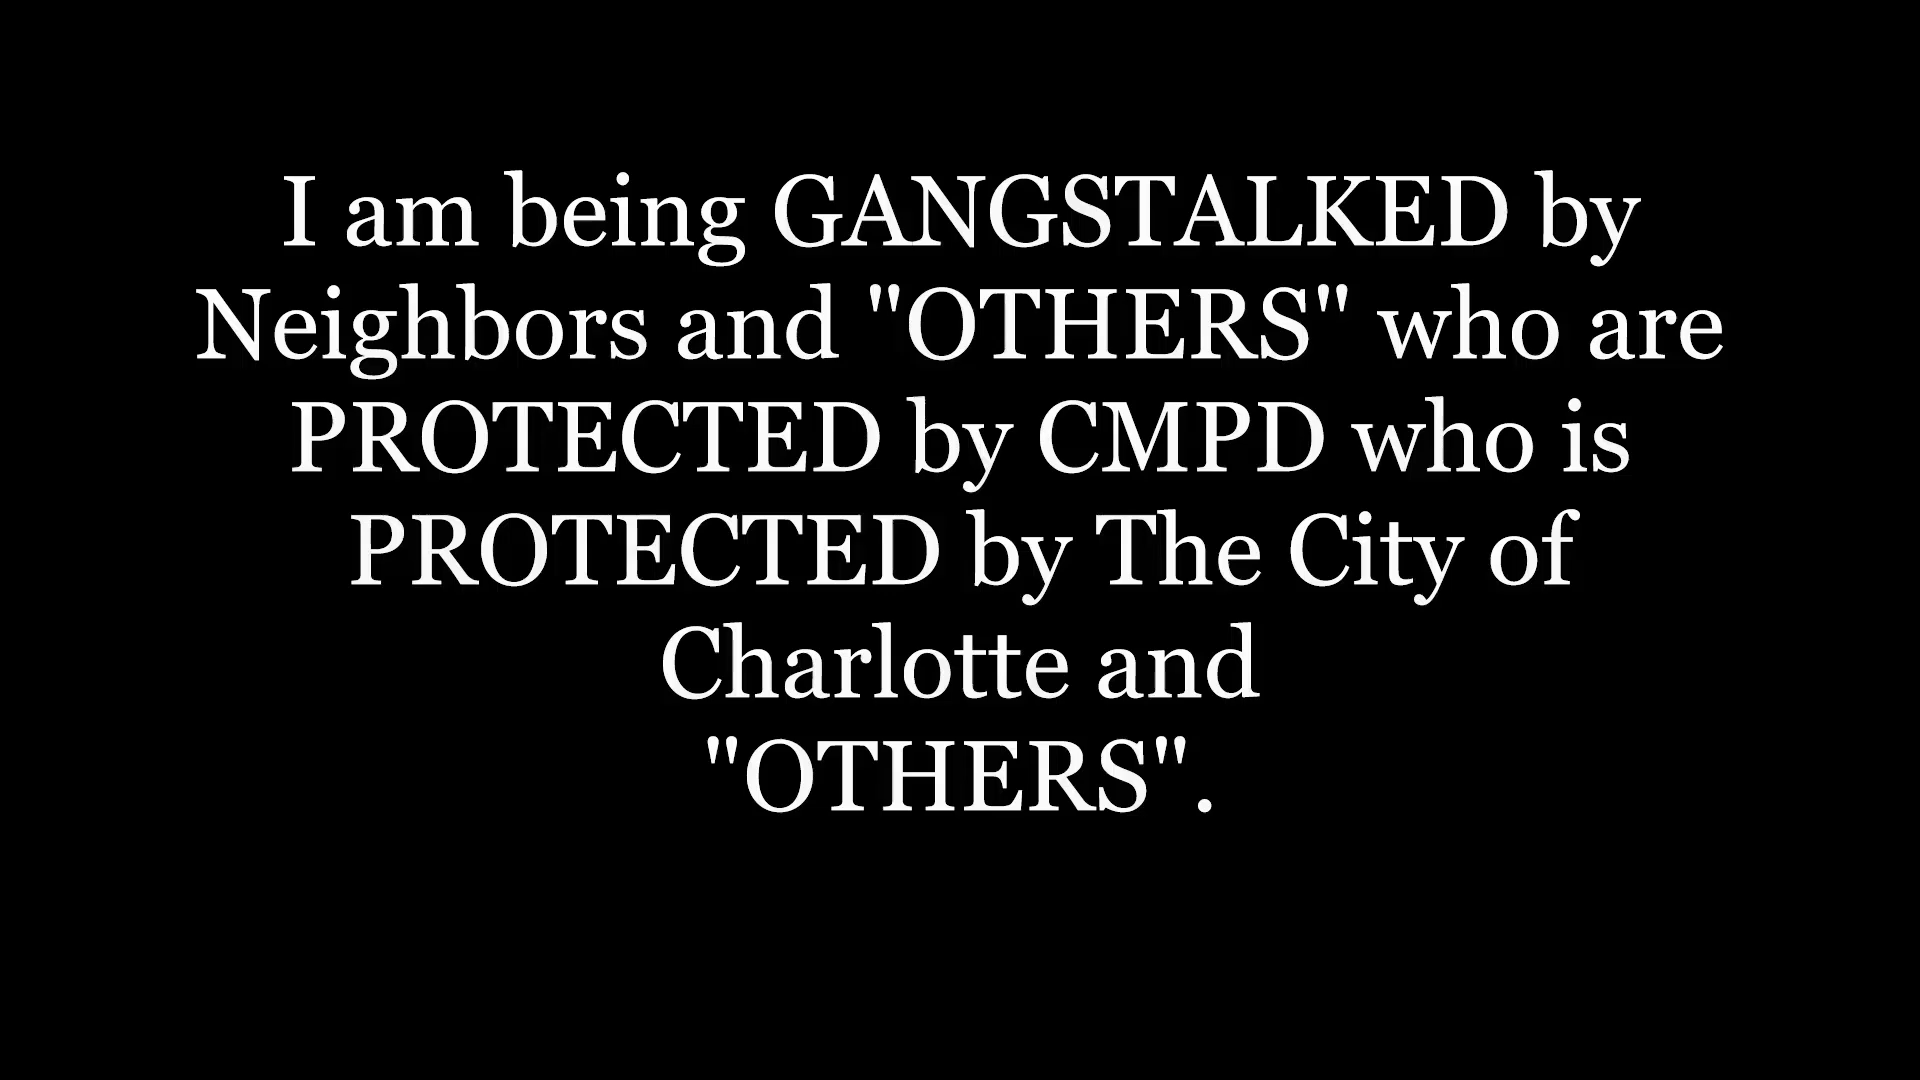 I am being GANGSTALKED by
Neighbors and "OTHERS" who are
PROTECTED by CMPD who is
PROTECTED by The City of
Charlotte and
"OTHERS".